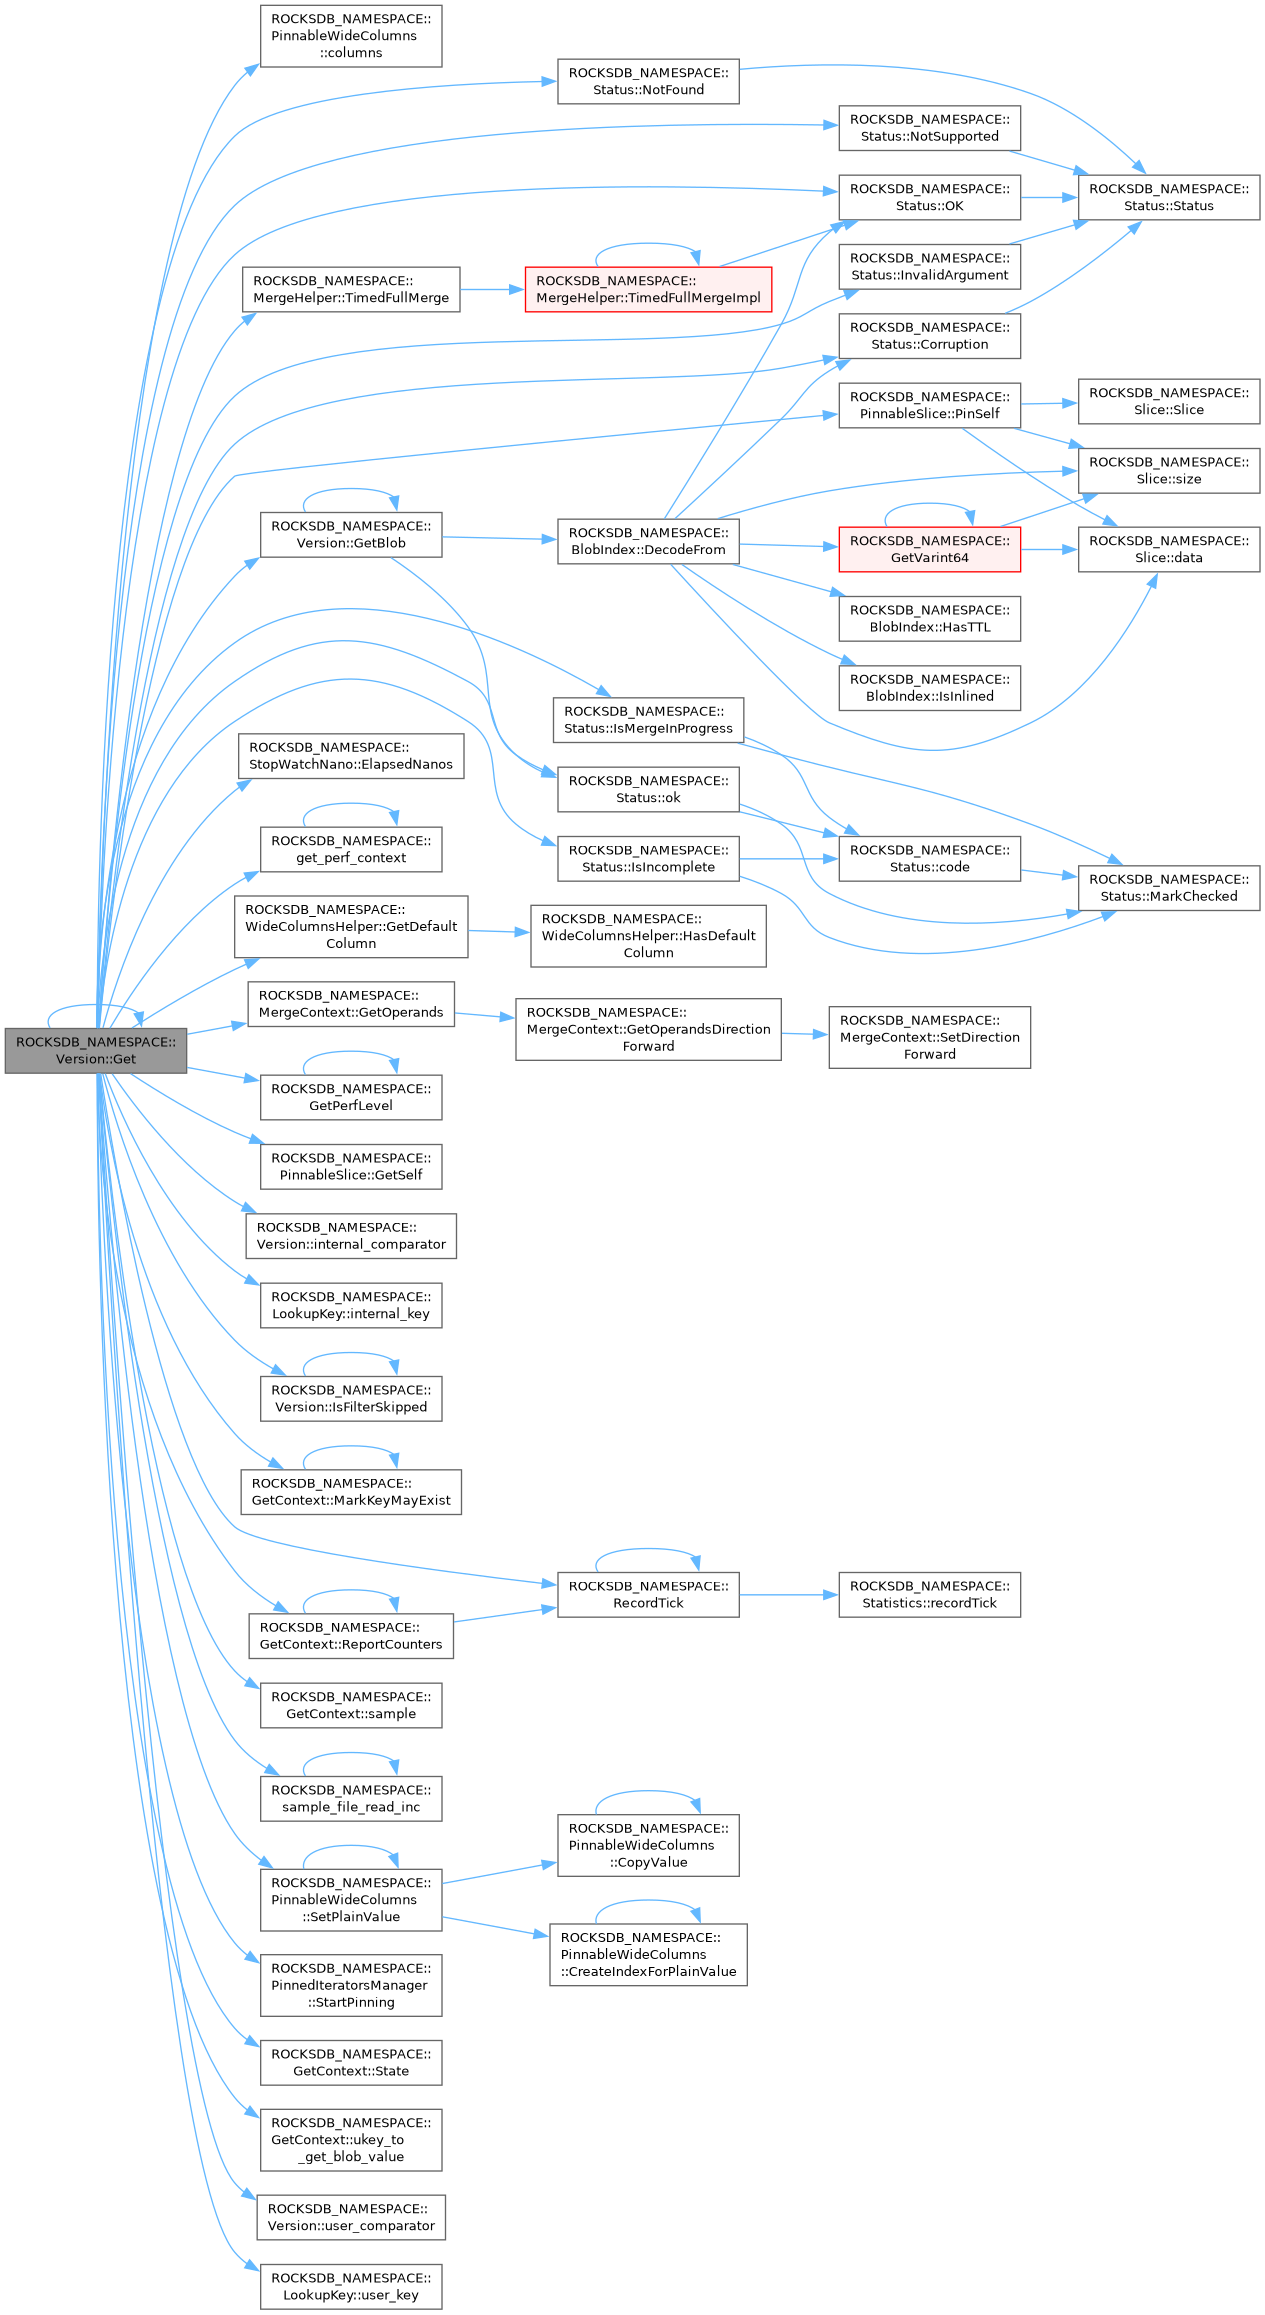 ROCKSDB_NAMESPACE::
PinnableWideColumns
::columns
ROCKSDB_NAMESPACE::
Status::NotFound
ROCKSDB_NAMESPACE::
Status::NotSupported
ROCKSDB_NAMESPACE::
Status::OK
ROCKSDB_NAMESPACE::
Status::Status
ROCKSDB_NAMESPACE::
Status::InvalidArgument
ROCKSDB_NAMESPACE::
MergeHelper::TimedFullMerge
ROCKSDB_NAMESPACE::
MergeHelper::TimedFullMergeImpl
ROCKSDB_NAMESPACE::
Status::Corruption
ROCKSDB_NAMESPACE::
PinnableSlice::PinSelf
ROCKSDB_NAMESPACE::
Slice::Slice
ROCKSDB_NAMESPACE::
Slice::size
ROCKSDB_NAMESPACE::
Version::GetBlob
ROCKSDB_NAMESPACE::
BlobIndex::DecodeFrom
ROCKSDB_NAMESPACE::
GetVarint64
ROCKSDB_NAMESPACE::
Slice::data
ROCKSDB_NAMESPACE::
BlobIndex::HasTTL
ROCKSDB_NAMESPACE::
BlobIndex::IsInlined
ROCKSDB_NAMESPACE::
Status::IsMergeInProgress
ROCKSDB_NAMESPACE::
StopWatchNano::ElapsedNanos
ROCKSDB_NAMESPACE::
Status::ok
ROCKSDB_NAMESPACE::
get_perf_context
ROCKSDB_NAMESPACE::
Status::IsIncomplete
ROCKSDB_NAMESPACE::
Status::code
ROCKSDB_NAMESPACE::
Status::MarkChecked
ROCKSDB_NAMESPACE::
WideColumnsHelper::GetDefault
Column
ROCKSDB_NAMESPACE::
WideColumnsHelper::HasDefault
Column
ROCKSDB_NAMESPACE::
Version::Get
ROCKSDB_NAMESPACE::
MergeContext::GetOperands
ROCKSDB_NAMESPACE::
MergeContext::GetOperandsDirection
Forward
ROCKSDB_NAMESPACE::
MergeContext::SetDirection
Forward
ROCKSDB_NAMESPACE::
GetPerfLevel
ROCKSDB_NAMESPACE::
PinnableSlice::GetSelf
ROCKSDB_NAMESPACE::
Version::internal_comparator
ROCKSDB_NAMESPACE::
LookupKey::internal_key
ROCKSDB_NAMESPACE::
Version::IsFilterSkipped
ROCKSDB_NAMESPACE::
GetContext::MarkKeyMayExist
ROCKSDB_NAMESPACE::
RecordTick
ROCKSDB_NAMESPACE::
Statistics::recordTick
ROCKSDB_NAMESPACE::
GetContext::ReportCounters
ROCKSDB_NAMESPACE::
GetContext::sample
ROCKSDB_NAMESPACE::
sample_file_read_inc
ROCKSDB_NAMESPACE::
PinnableWideColumns
::CopyValue
ROCKSDB_NAMESPACE::
PinnableWideColumns
::SetPlainValue
ROCKSDB_NAMESPACE::
PinnableWideColumns
::CreateIndexForPlainValue
ROCKSDB_NAMESPACE::
PinnedIteratorsManager
::StartPinning
ROCKSDB_NAMESPACE::
GetContext::State
ROCKSDB_NAMESPACE::
GetContext::ukey_to
_get_blob_value
ROCKSDB_NAMESPACE::
Version::user_comparator
ROCKSDB_NAMESPACE::
LookupKey::user_key